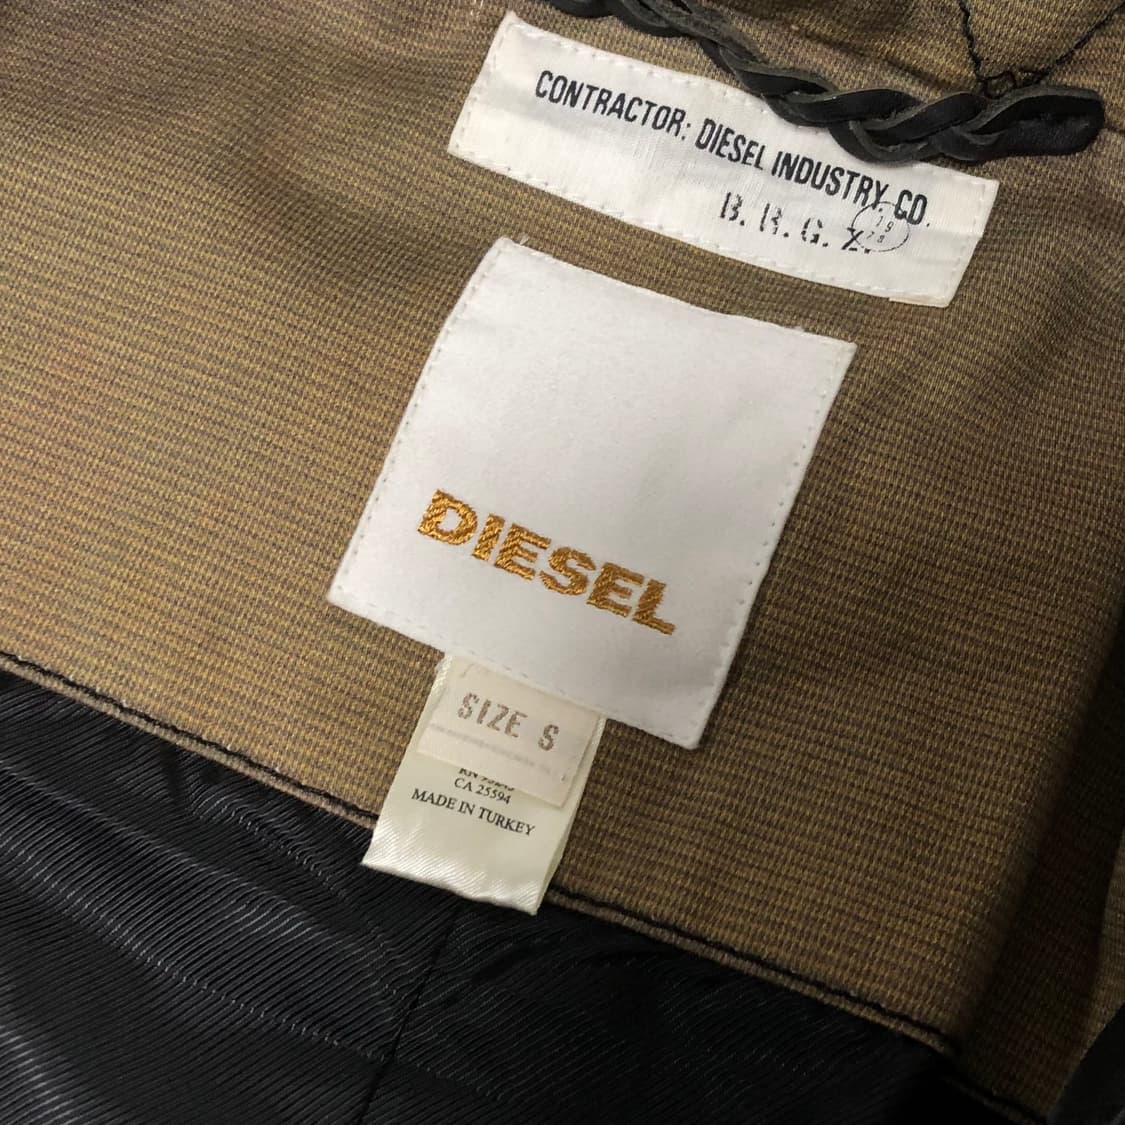 CONTRACTOR: DIESEL INDUSTRY CO.
B. R. G. X.
19
78
DIESEL
SIZE S
CA 25594
MADE IN TURKEY